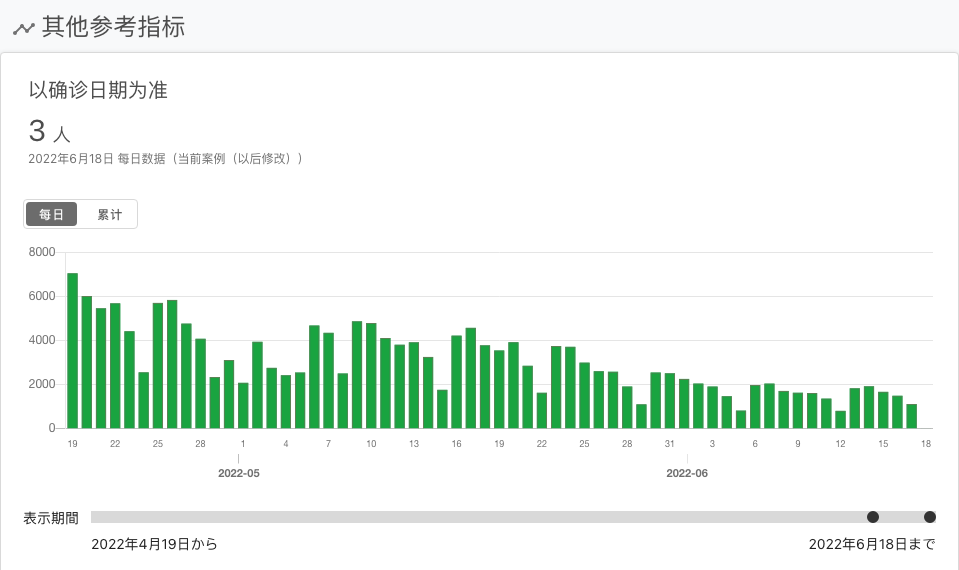 其他参考指标
以确诊日期为准
3 人
2022年6月18日 每日数据（当前案例（以后修改））
每日 累计
8000
6000
4000
2000
0
19 22 25 28 1 4 7 10 13 16 19 22 25 28 31 3 6 9 12 15 18
2022-05 2022-06
表示期間
2022年4月19日から 2022年6月18日まで